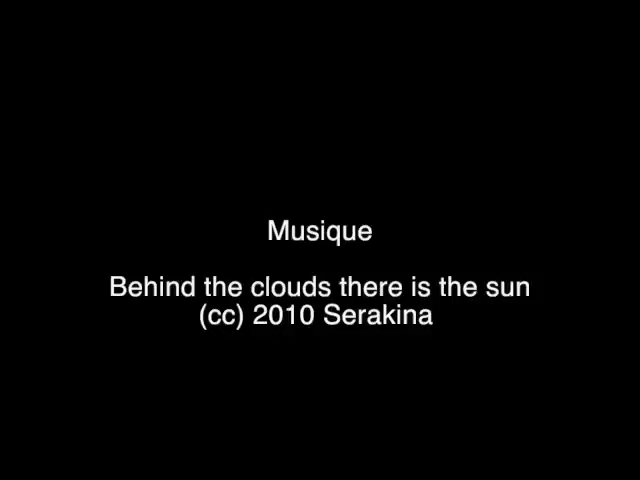 Musique
Behind the clouds there is the sun
(cc) 2010 Serakina